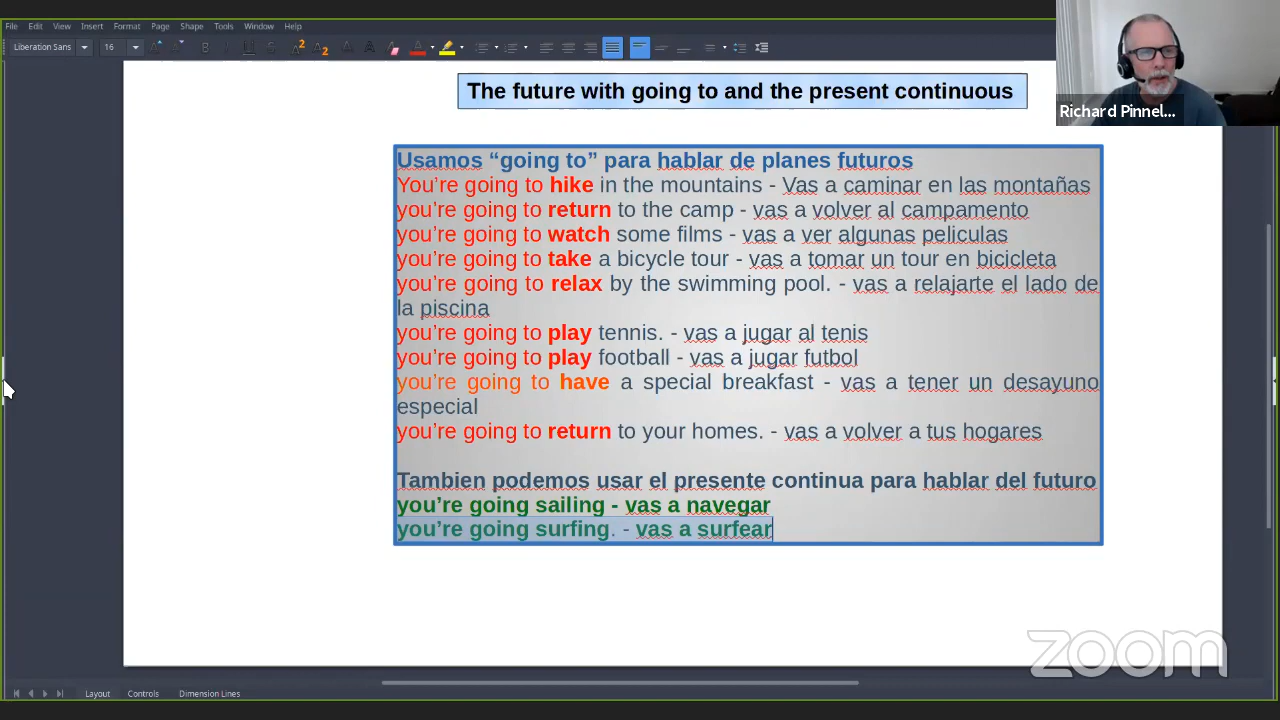 File Edit View Insert Format Page Shape Tools Window Help
Liberation Sans 16
The future with going to and the present continuous
Richard Pinnel...
Usamos “going to” para hablar de planes futuros
You’re going to hike in the mountains - Vas a caminar en las montañas
you’re going to return to the camp - vas a volver al campamento
you’re going to watch some films - vas a ver algunas peliculas
you’re going to take a bicycle tour - vas a tomar un tour en bicicleta
you’re going to relax by the swimming pool. - vas a relajarte el lado de
la piscina
you’re going to play tennis. - vas a jugar al tenis
you’re going to play football - vas a jugar futbol
you’re going to have a special breakfast - vas a tener un desayuno
especial
you’re going to return to your homes. - vas a volver a tus hogares
Tambien podemos usar el presente continua para hablar del futuro
you’re going sailing - vas a navegar
you’re going surfing. - vas a surfear
zoom
Layout Controls Dimension Lines